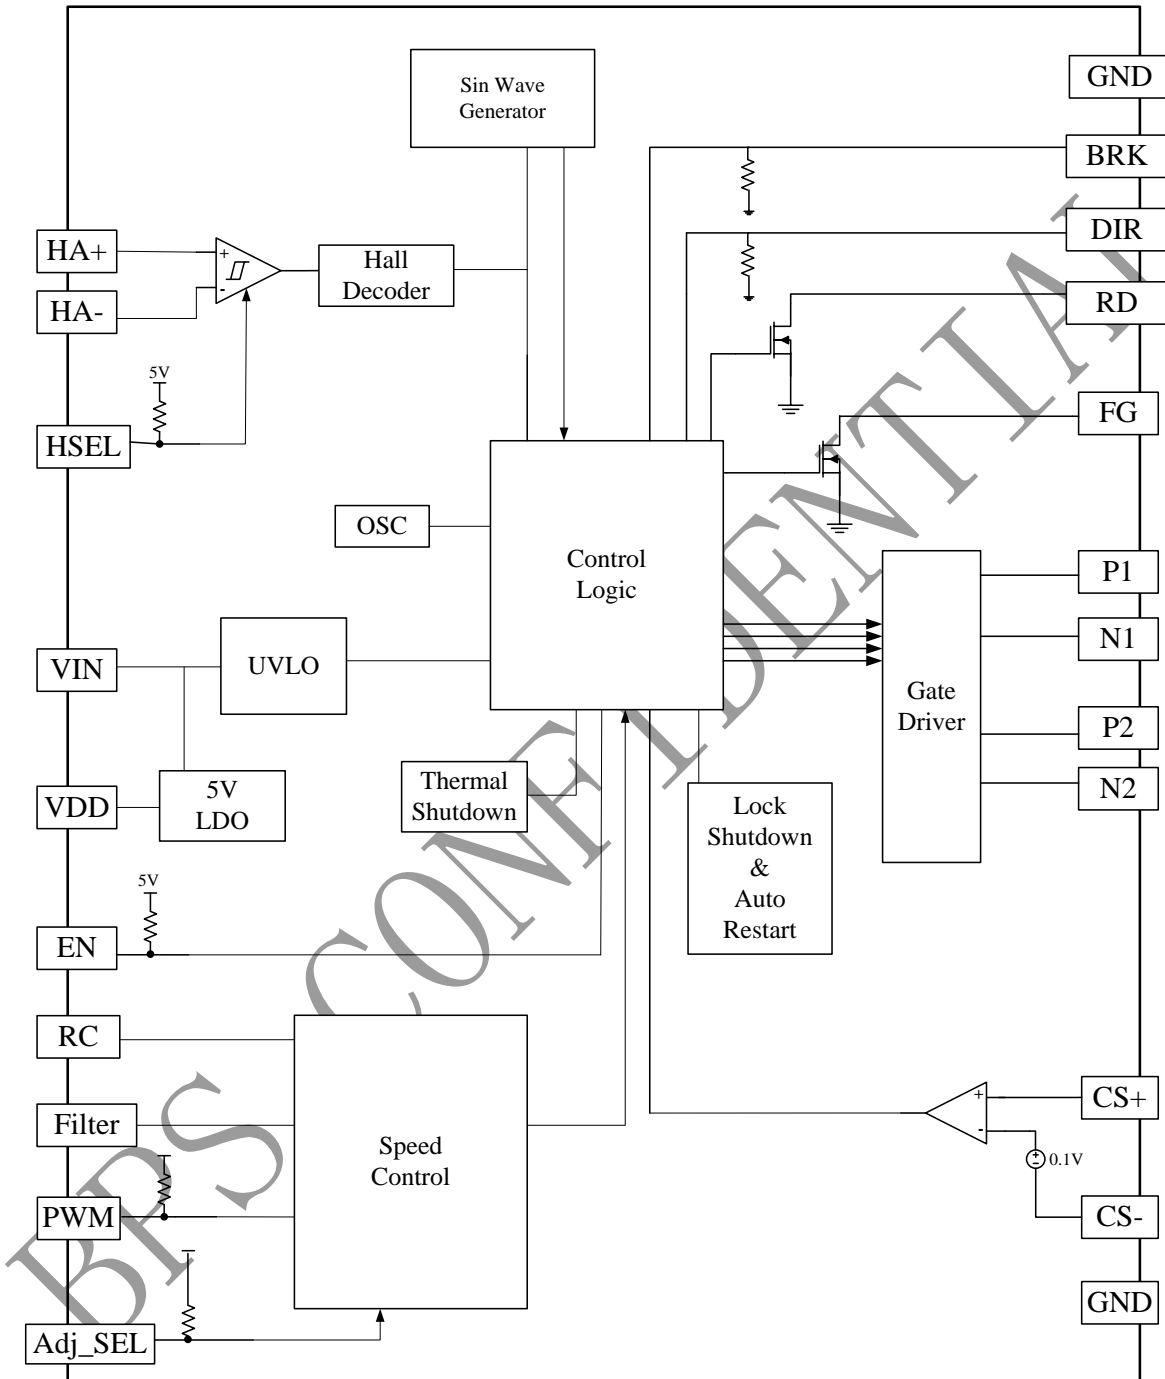 Sin Wave
Generator
GND
BRK
DIR
RD
FG
HA+
HA-
+
-
Hall
Decoder
5V
HSEL
OSC
Control
Logic
P1
N1
P2
N2
VIN
UVLO
Gate
Driver
VDD
5V
LDO
Thermal
Shutdown
Lock
Shutdown
&
Auto
Restart
5V
EN
RC
Filter
PWM
Adj_SEL
Speed
Control
+
-
CS+
0.1V
CS-
GND
BPS CONFIDENTIAL